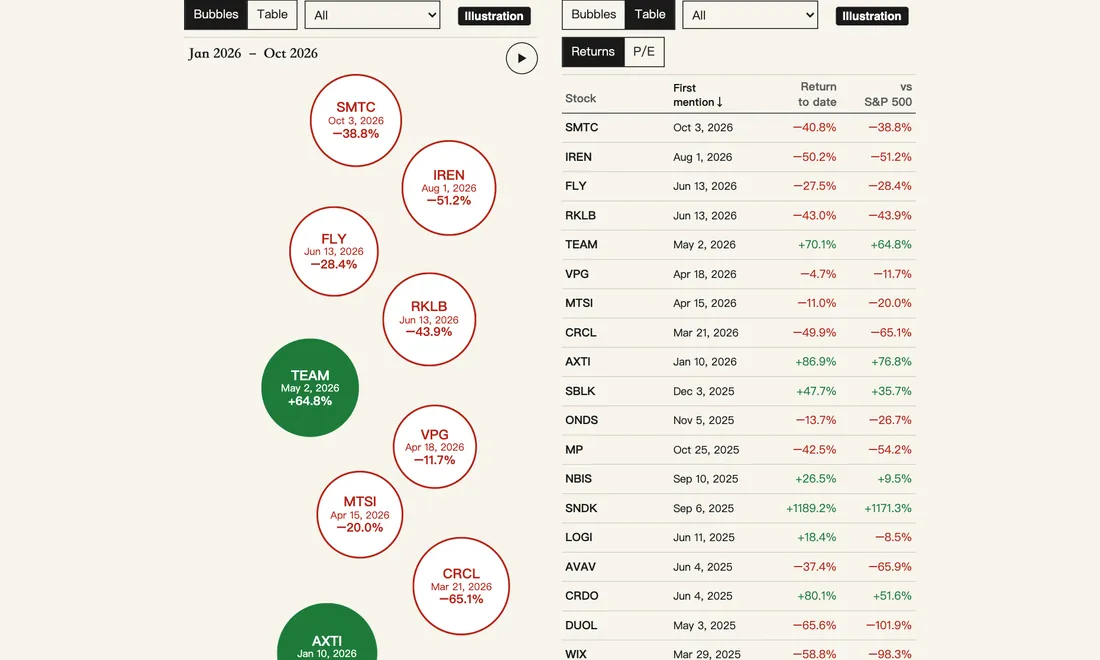 Bubbles Table All Illustration
Jan 2026 – Oct 2026
SMTC
Oct 3, 2026
−38.8%
IREN
Aug 1, 2026
−51.2%
FLY
Jun 13, 2026
−28.4%
RKLB
Jun 13, 2026
−43.9%
TEAM
May 2, 2026
+64.8%
VPG
Apr 18, 2026
−11.7%
MTSI
Apr 15, 2026
−20.0%
CRCL
Mar 21, 2026
−65.1%
AXTI
Jan 10, 2026
Bubbles Table All Illustration
Returns P/E
Stock First mention ↓ Return to date vs S&P 500
SMTC Oct 3, 2026 −40.8% −38.8%
IREN Aug 1, 2026 −50.2% −51.2%
FLY Jun 13, 2026 −27.5% −28.4%
RKLB Jun 13, 2026 −43.0% −43.9%
TEAM May 2, 2026 +70.1% +64.8%
VPG Apr 18, 2026 −4.7% −11.7%
MTSI Apr 15, 2026 −11.0% −20.0%
CRCL Mar 21, 2026 −49.9% −65.1%
AXTI Jan 10, 2026 +86.9% +76.8%
SBLK Dec 3, 2025 +47.7% +35.7%
ONDS Nov 5, 2025 −13.7% −26.7%
MP Oct 25, 2025 −42.5% −54.2%
NBIS Sep 10, 2025 +26.5% +9.5%
SNDK Sep 6, 2025 +1189.2% +1171.3%
LOGI Jun 11, 2025 +18.4% −8.5%
AVAV Jun 4, 2025 −37.4% −65.9%
CRDO Jun 4, 2025 +80.1% +51.6%
DUOL May 3, 2025 −65.6% −101.9%
WIX Mar 29, 2025 −58.8% −98.3%